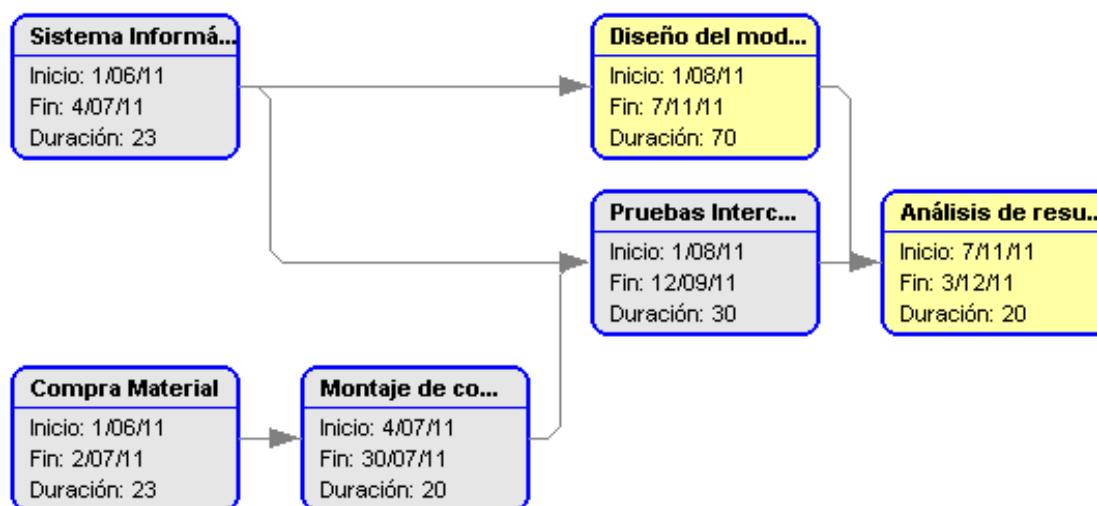 Sistema Informá...
Inicio: 1/06/11
Fin: 4/07/11
Duración: 23
Diseño del mod...
Inicio: 1/08/11
Fin: 7/11/11
Duración: 70
Pruebas Interc...
Inicio: 1/08/11
Fin: 12/09/11
Duración: 30
Análisis de resu...
Inicio: 7/11/11
Fin: 3/12/11
Duración: 20
Compra Material
Inicio: 1/06/11
Fin: 2/07/11
Duración: 23
Montaje de co...
Inicio: 4/07/11
Fin: 30/07/11
Duración: 20